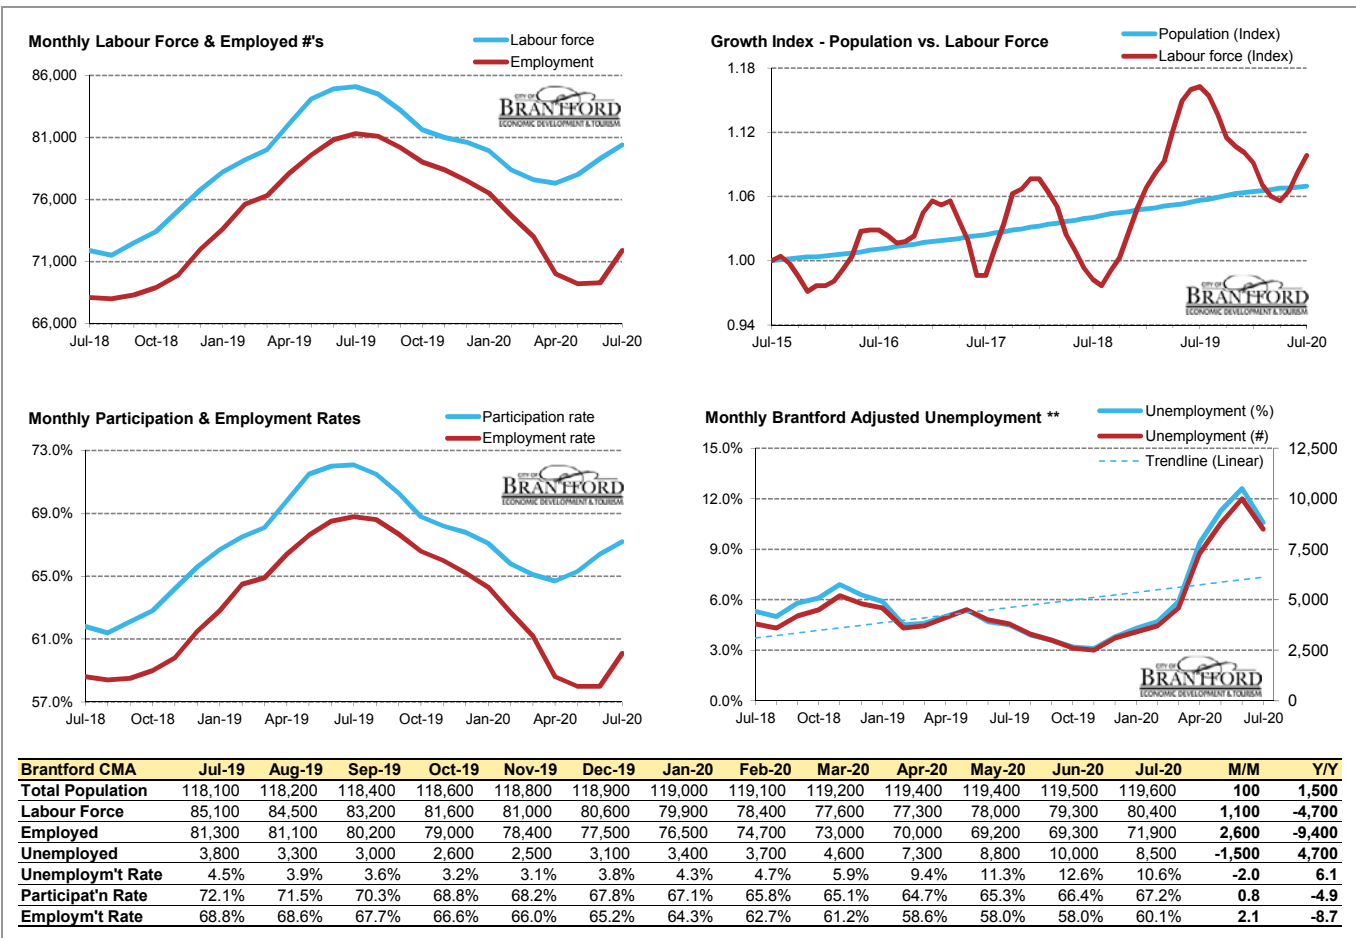 Monthly Labour Force & Employed #'s
Labour force
Employment
86,000
81,000
76,000
71,000
66,000
CITY OF
BRANTFORD
ECONOMIC DEVELOPMENT & TOURISM
Jul-18 Oct-18 Jan-19 Apr-19 Jul-19 Oct-19 Jan-20 Apr-20 Jul-20
Growth Index - Population vs. Labour Force
Population (Index)
Labour force (Index)
1.18
1.12
1.06
1.00
0.94
CITY OF
BRANTFORD
ECONOMIC DEVELOPMENT & TOURISM
Jul-15 Jul-16 Jul-17 Jul-18 Jul-19 Jul-20
Monthly Participation & Employment Rates
Participation rate
Employment rate
73.0%
69.0%
65.0%
61.0%
57.0%
CITY OF
BRANTFORD
ECONOMIC DEVELOPMENT & TOURISM
Jul-18 Oct-18 Jan-19 Apr-19 Jul-19 Oct-19 Jan-20 Apr-20 Jul-20
Monthly Brantford Adjusted Unemployment **
Unemployment (%)
Unemployment (#)
Trendline (Linear)
15.0% 12,500
12.0% 10,000
9.0% 7,500
6.0% 5,000
3.0% 2,500
0.0% 0
CITY OF
BRANTFORD
ECONOMIC DEVELOPMENT & TOURISM
Jul-18 Oct-18 Jan-19 Apr-19 Jul-19 Oct-19 Jan-20 Apr-20 Jul-20
Brantford CMA Jul-19 Aug-19 Sep-19 Oct-19 Nov-19 Dec-19 Jan-20 Feb-20 Mar-20 Apr-20 May-20 Jun-20 Jul-20 M/M Y/Y
Total Population 118,100 118,200 118,400 118,600 118,800 118,900 119,000 119,100 119,200 119,400 119,400 119,500 119,600 100 1,500
Labour Force 85,100 84,500 83,200 81,600 81,000 80,600 79,900 78,400 77,600 77,300 78,000 79,300 80,400 1,100 -4,700
Employed 81,300 81,100 80,200 79,000 78,400 77,500 76,500 74,700 73,000 70,000 69,200 69,300 71,900 2,600 -9,400
Unemployed 3,800 3,300 3,000 2,600 2,500 3,100 3,400 3,700 4,600 7,300 8,800 10,000 8,500 -1,500 4,700
Unemploym't Rate 4.5% 3.9% 3.6% 3.2% 3.1% 3.8% 4.3% 4.7% 5.9% 9.4% 11.3% 12.6% 10.6% -2.0 6.1
Participat'n Rate 72.1% 71.5% 70.3% 68.8% 68.2% 67.8% 67.1% 65.8% 65.1% 64.7% 65.3% 66.4% 67.2% 0.8 -4.9
Employm't Rate 68.8% 68.6% 67.7% 66.6% 66.0% 65.2% 64.3% 62.7% 61.2% 58.6% 58.0% 58.0% 60.1% 2.1 -8.7